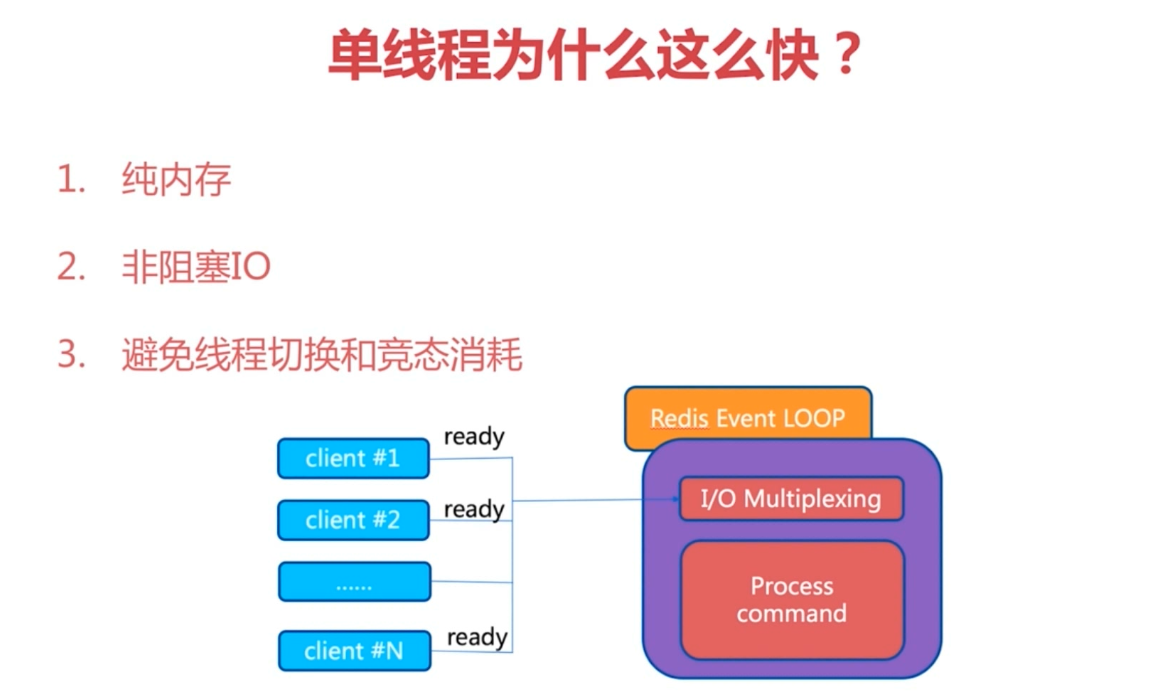 单线程为什么这么快？
1. 纯内存
2. 非阻塞IO
3. 避免线程切换和竞态消耗
Redis Event LOOP
ready
client #1
I/O Multiplexing
ready
client #2
……
Process
command
ready
client #N